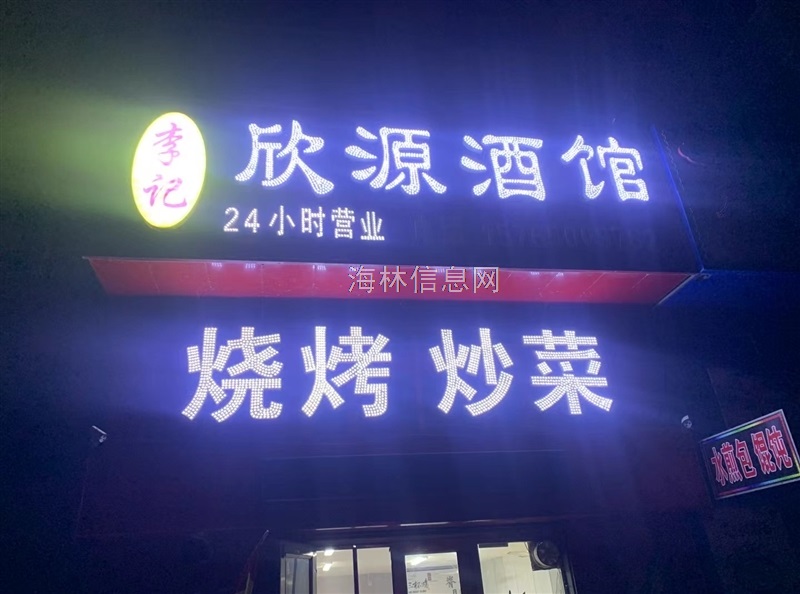 李记
欣源酒馆
24小时营业
海林信息网
烧烤 炒菜
水煎包 馄饨